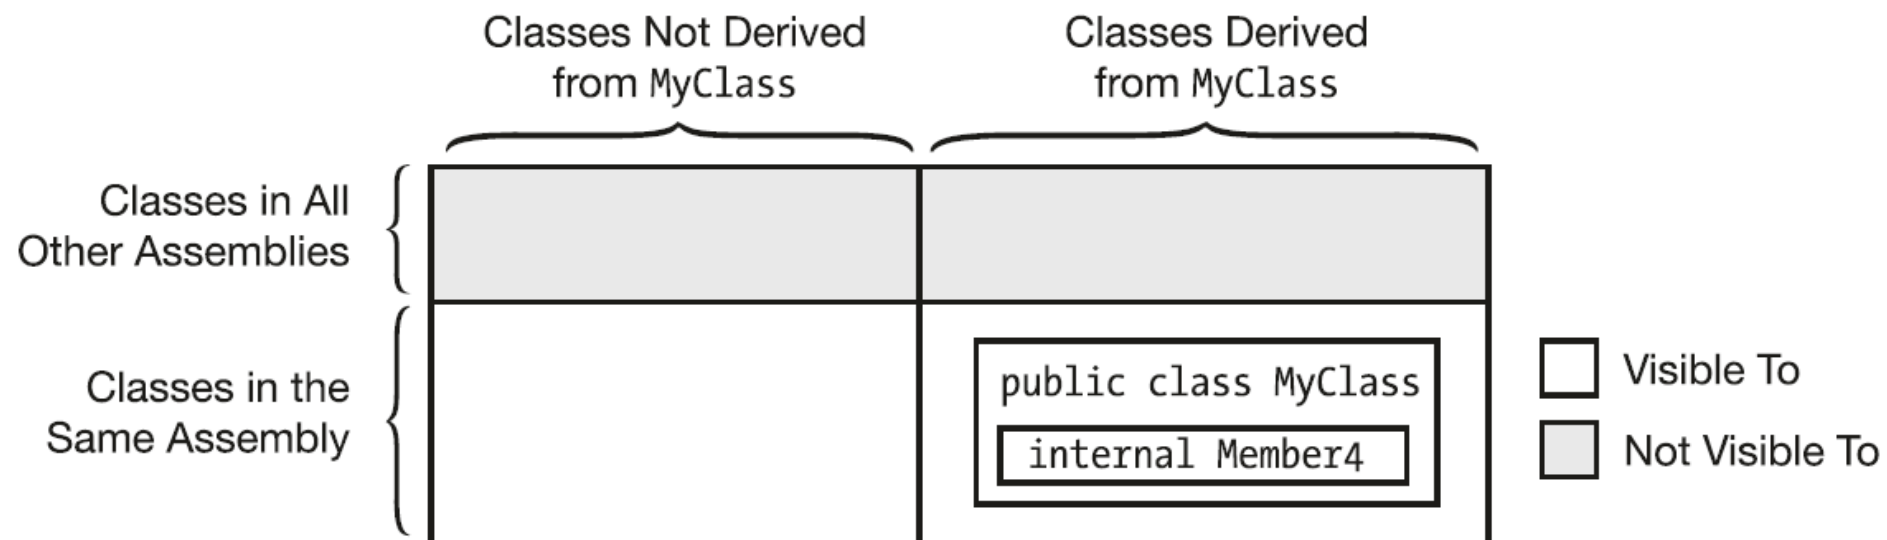 Classes Not Derived
from MyClass
Classes Derived
from MyClass
Classes in All
Other Assemblies
Classes in the
Same Assembly
public class MyClass
internal Member4
Visible To
Not Visible To